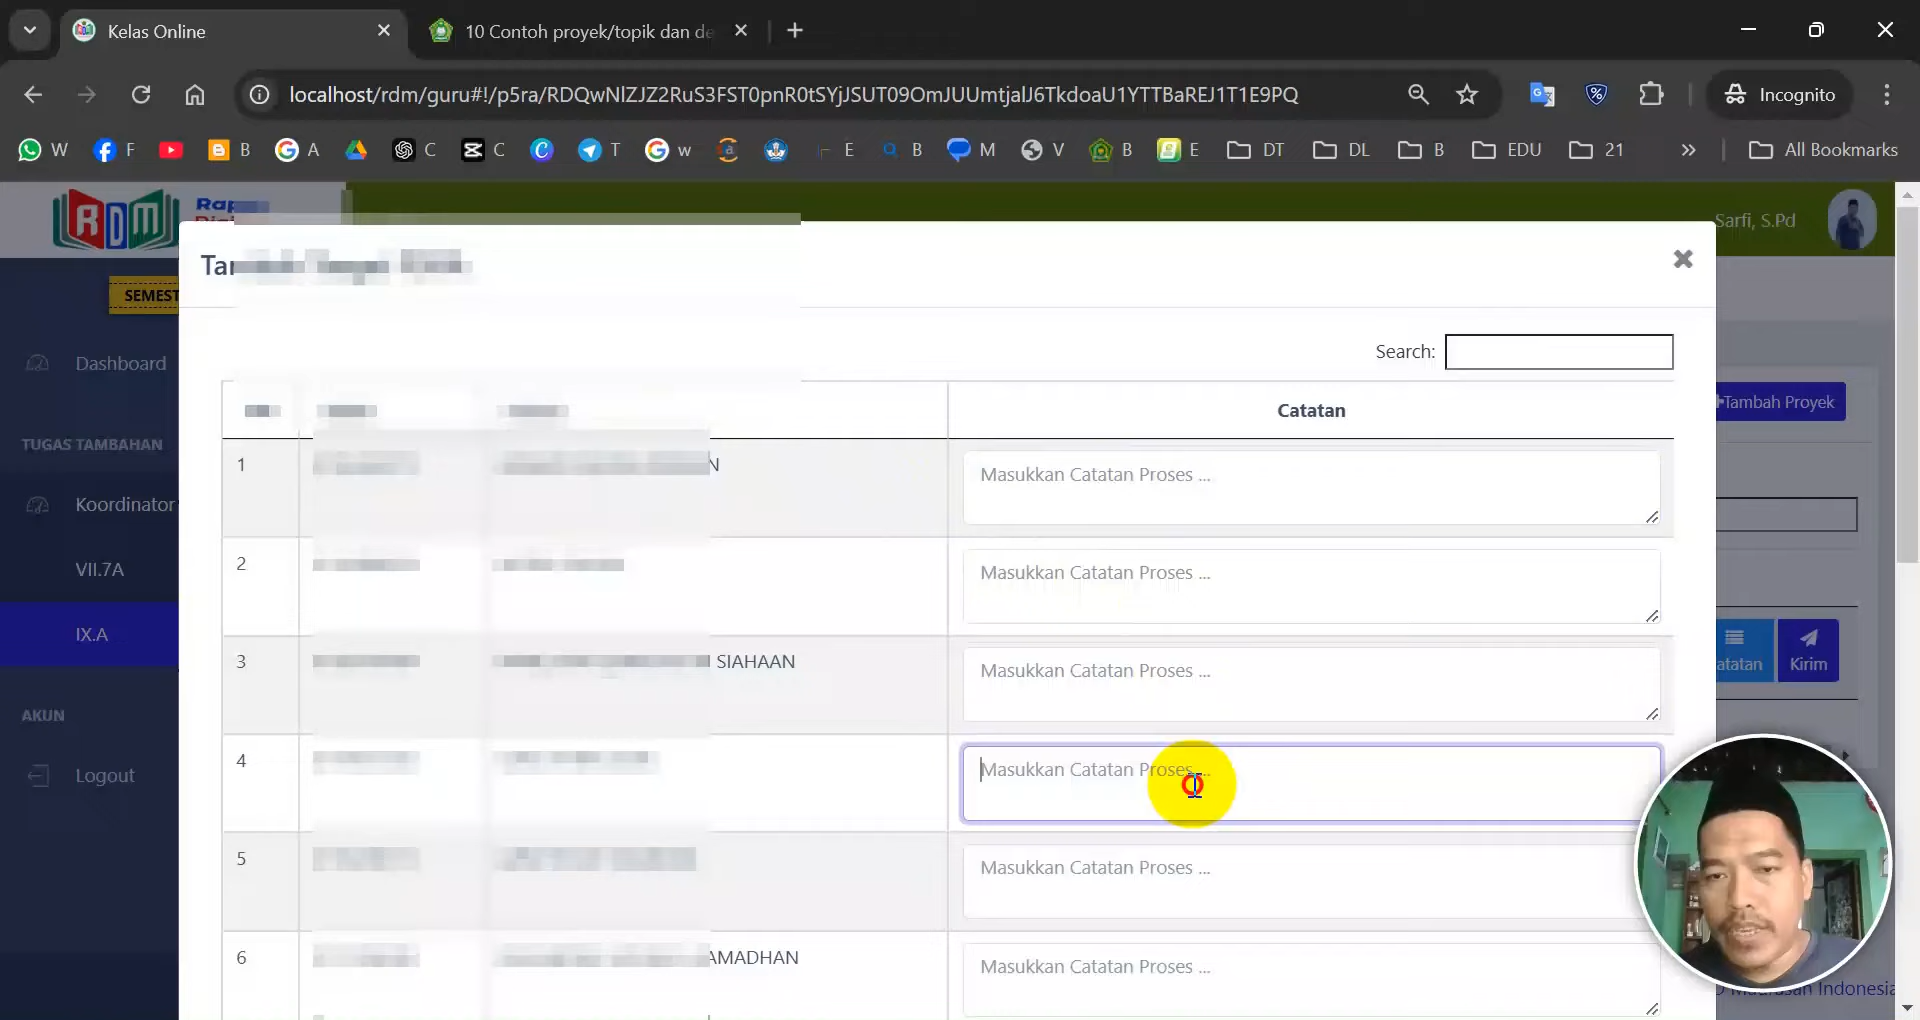 Kelas Online
10 Contoh proyek/topik dan de
localhost/rdm/guru#!/p5ra/RDQwNlZJZ2RuS3FST0pnR0tSYjJSUT09OmJUUmtjalJ6TkdoaU1YTTBaREJ1T1E9PQ
Incognito
W F B A C C T w E B M V B E DT DL B EDU 21 » All Bookmarks
RDM
Sarfi, S.Pd
SEMEST
Search:
Dashboard
Tambah Proyek
Catatan
TUGAS TAMBAHAN
1 N Masukkan Catatan Proses ...
Koordinator
VII.7A
2 Masukkan Catatan Proses ...
IX.A
3 SIAHAAN Masukkan Catatan Proses ...
atatan Kirim
AKUN
4 Masukkan Catatan Proses ...
Logout
5 Masukkan Catatan Proses ...
6 AMADHAN Masukkan Catatan Proses ...
Madrasah Indonesia